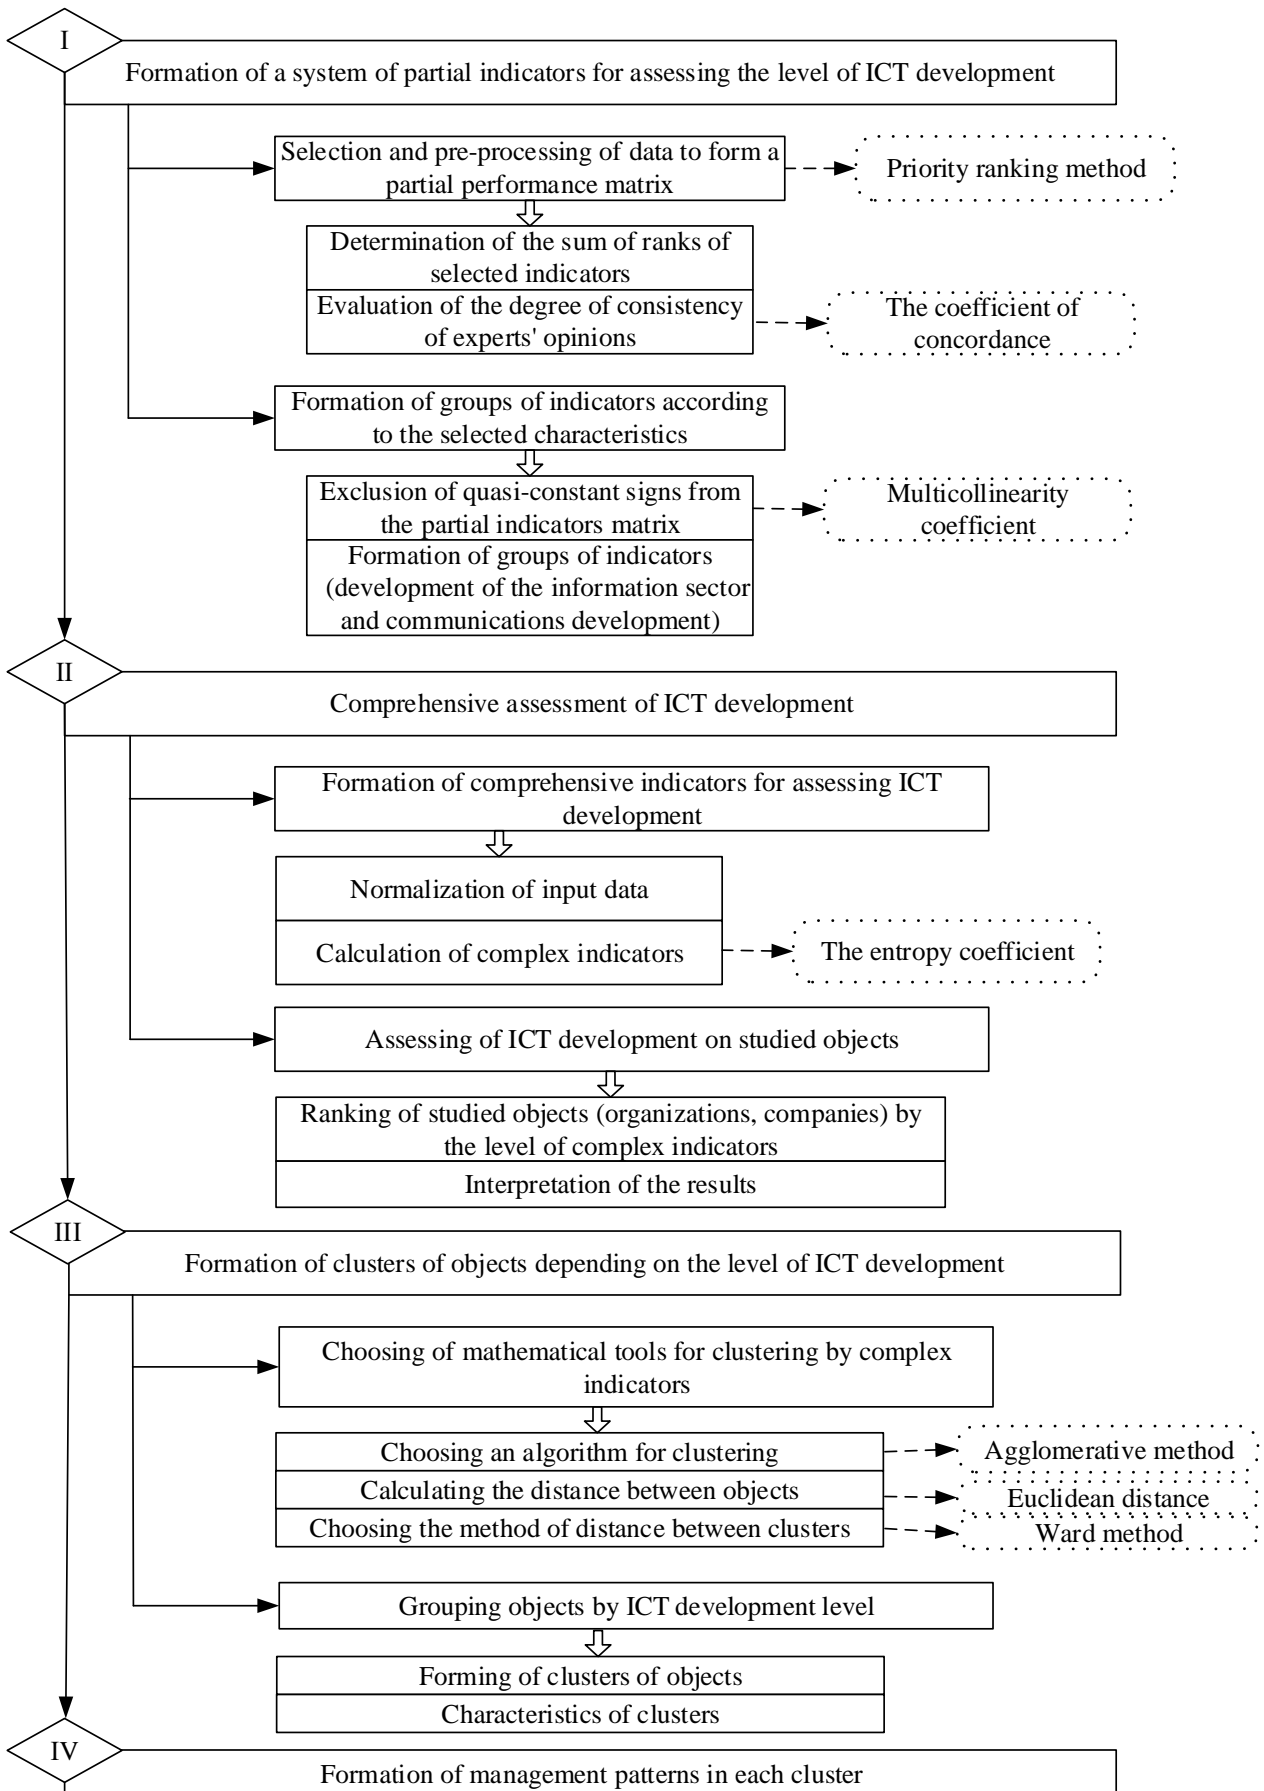 I
Formation of a system of partial indicators for assessing the level of ICT development
Selection and pre-processing of data to form a
partial performance matrix
Priority ranking method
Determination of the sum of ranks of
selected indicators
Evaluation of the degree of consistency
of experts' opinions
The coefficient of
concordance
Formation of groups of indicators according
to the selected characteristics
Exclusion of quasi-constant signs from
the partial indicators matrix
Multicollinearity
coefficient
Formation of groups of indicators
(development of the information sector
and communications development)
II
Comprehensive assessment of ICT development
Formation of comprehensive indicators for assessing ICT
development
Normalization of input data
Calculation of complex indicators
The entropy coefficient
Assessing of ICT development on studied objects
Ranking of studied objects (organizations, companies) by
the level of complex indicators
Interpretation of the results
III
Formation of clusters of objects depending on the level of ICT development
Choosing of mathematical tools for clustering by complex
indicators
Choosing an algorithm for clustering
Agglomerative method
Calculating the distance between objects
Euclidean distance
Choosing the method of distance between clusters
Ward method
Grouping objects by ICT development level
Forming of clusters of objects
Characteristics of clusters
IV
Formation of management patterns in each cluster